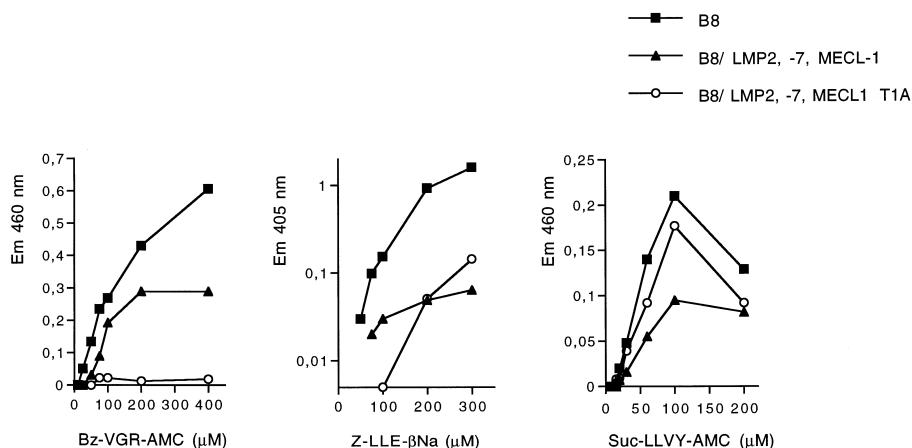 B8
B8/ LMP2, -7, MECL-1
B8/ LMP2, -7, MECL1 T1A
Em 460 nm
0,7
0,6
0,5
0,4
0,3
0,2
0,1
0
0 100 200 300 400
Bz-VGR-AMC (µM)
Em 405 nm
1
0,1
0,01
0 100 200 300
Z-LLE-βNa (µM)
Em 460 nm
0,25
0,2
0,15
0,1
0,05
0
0 50 100 150 200
Suc-LLVY-AMC (µM)